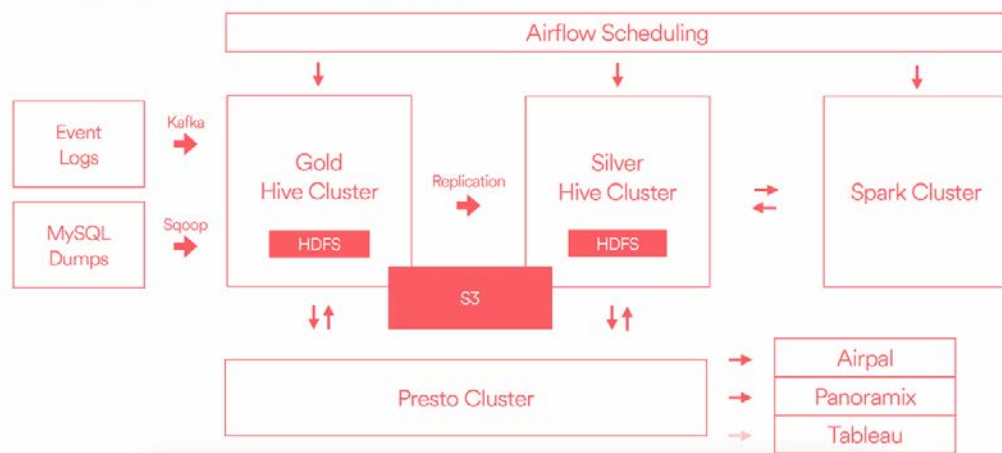 Airflow Scheduling
Event
Logs
Kafka
Gold
Hive Cluster
HDFS
Replication
Silver
Hive Cluster
HDFS
Spark Cluster
MySQL
Dumps
Sqoop
S3
Presto Cluster
Airpal
Panoramix
Tableau